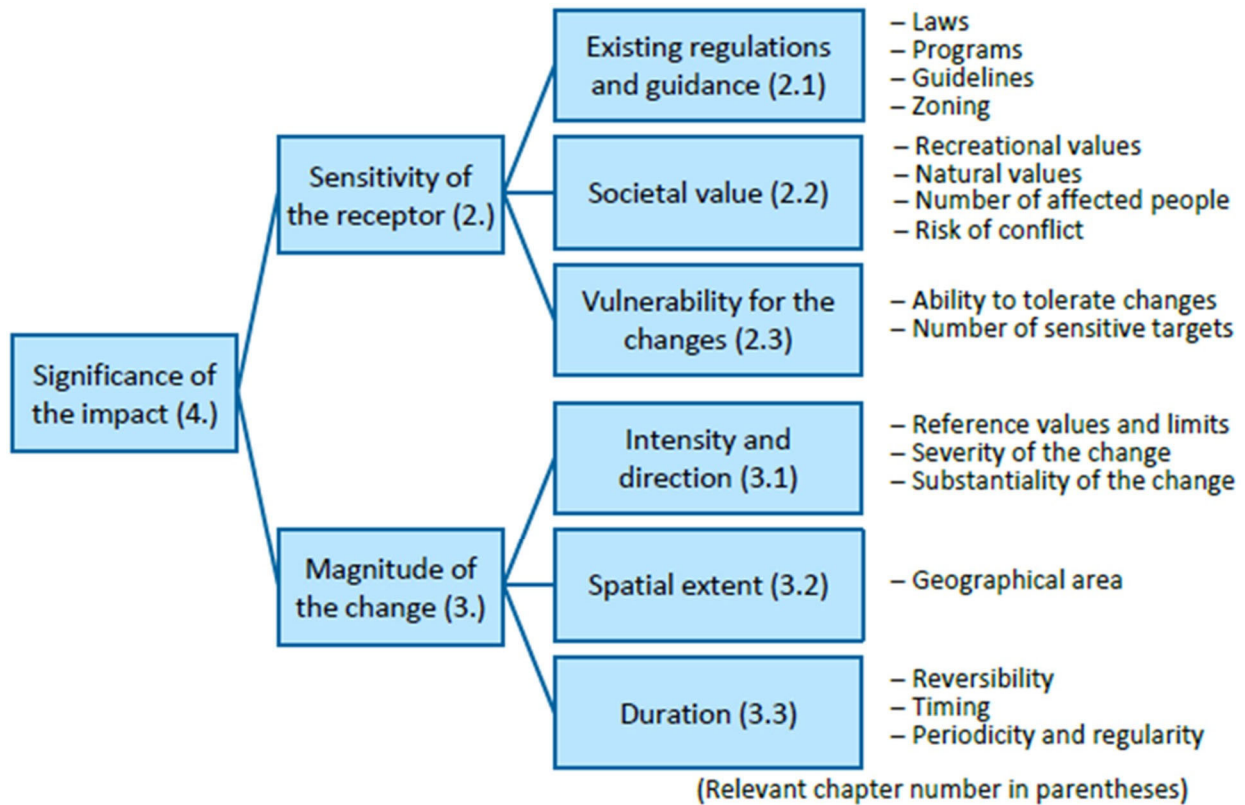 Significance of
the impact (4.)
Sensitivity of
the receptor (2.)
Existing regulations
and guidance (2.1)
– Laws
– Programs
– Guidelines
– Zoning
Societal value (2.2)
– Recreational values
– Natural values
– Number of affected people
– Risk of conflict
Vulnerability for the
changes (2.3)
– Ability to tolerate changes
– Number of sensitive targets
Magnitude of
the change (3.)
Intensity and
direction (3.1)
– Reference values and limits
– Severity of the change
– Substantiality of the change
Spatial extent (3.2)
– Geographical area
Duration (3.3)
– Reversibility
– Timing
– Periodicity and regularity
(Relevant chapter number in parentheses)